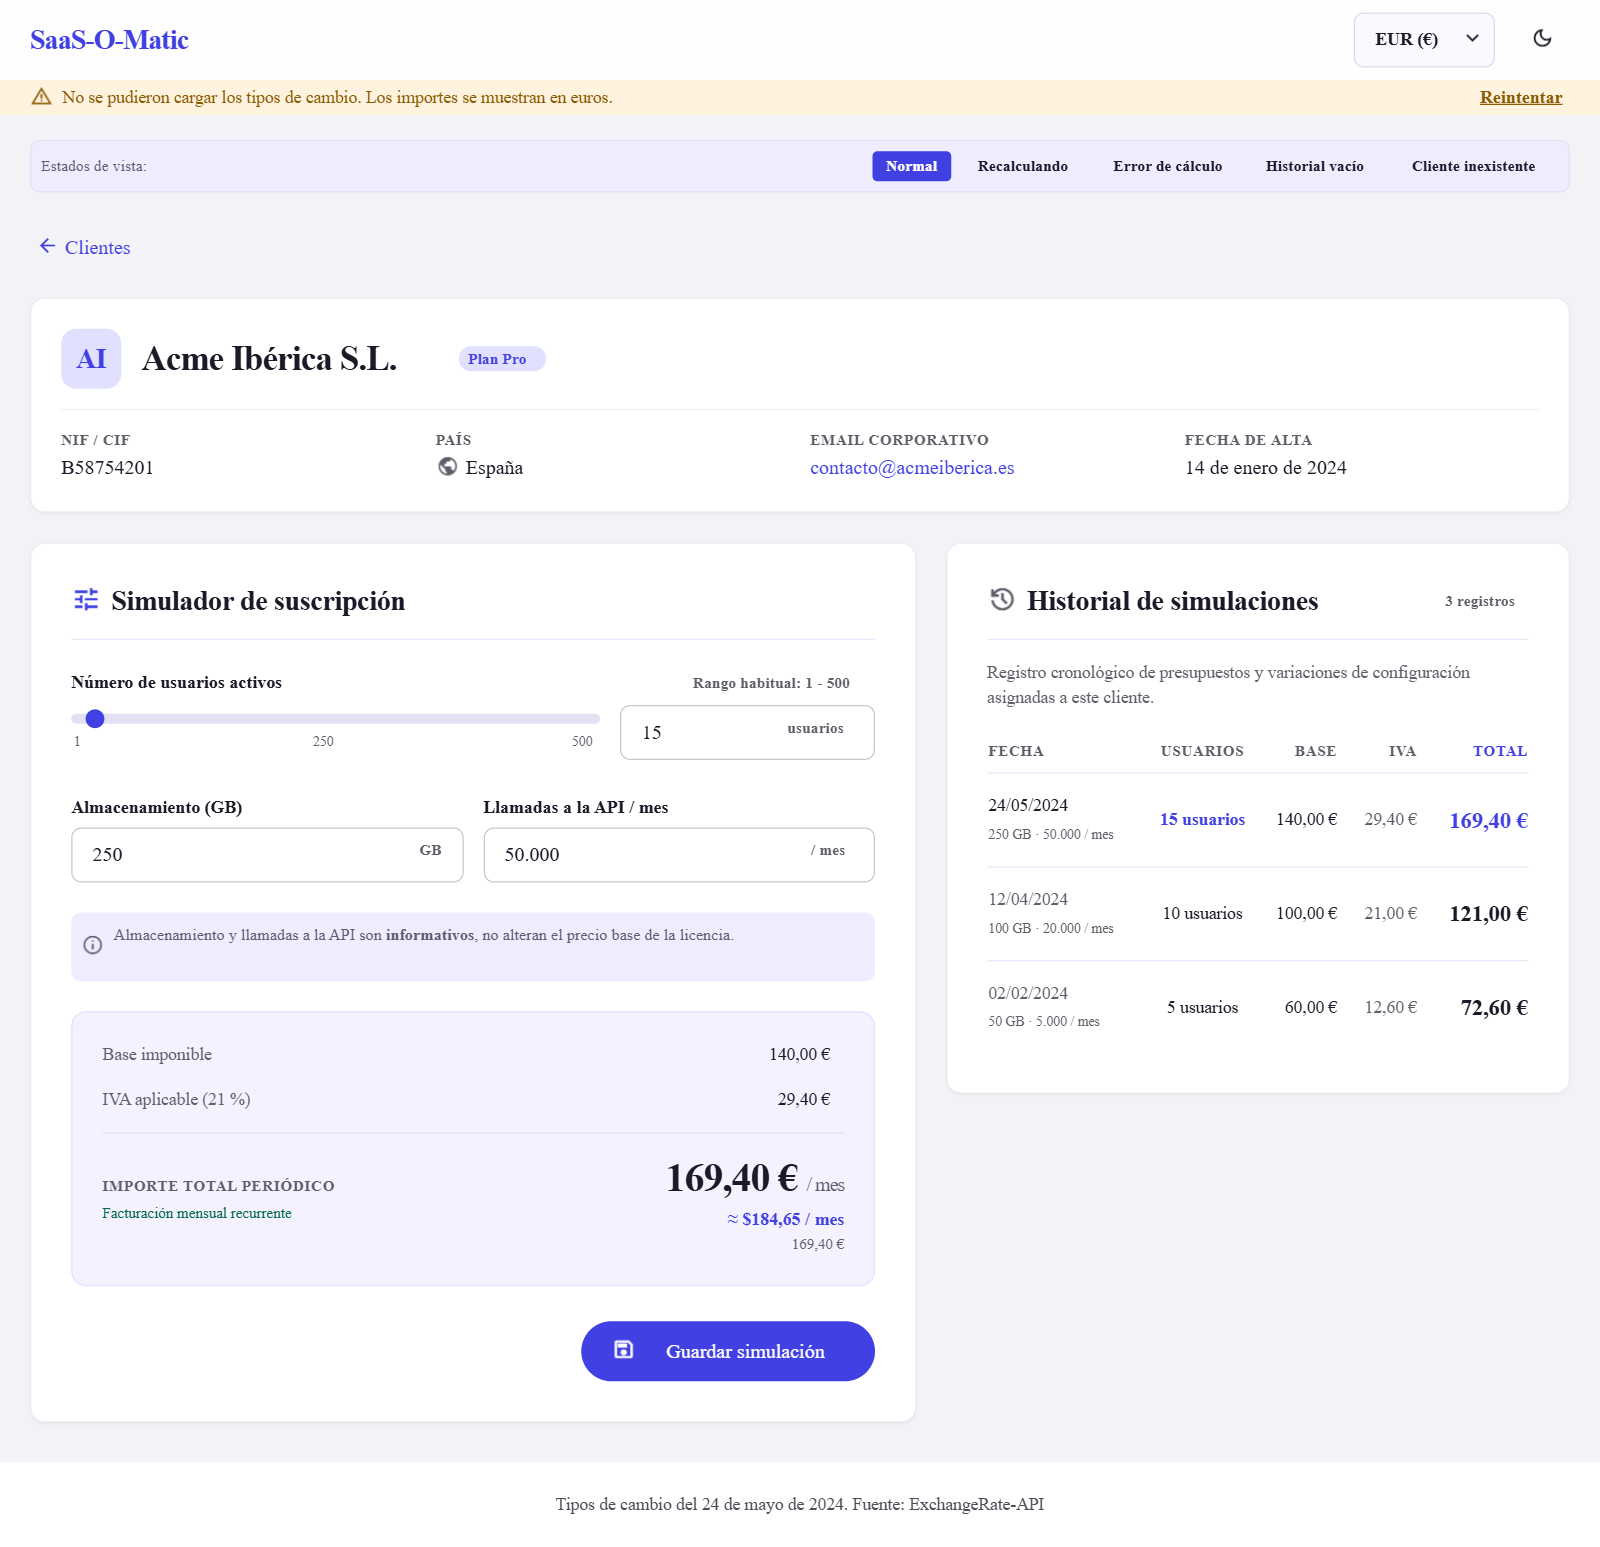 SaaS-O-Matic
EUR (€)
No se pudieron cargar los tipos de cambio. Los importes se muestran en euros.
Reintentar
Estados de vista:
Normal
Recalculando
Error de cálculo
Historial vacío
Cliente inexistente
Clientes
AI
Acme Ibérica S.L.
Plan Pro
NIF / CIF
B58754201
PAÍS
España
EMAIL CORPORATIVO
contacto@acmeiberica.es
FECHA DE ALTA
14 de enero de 2024
Simulador de suscripción
Número de usuarios activos
Rango habitual: 1 - 500
1
250
500
15
usuarios
Almacenamiento (GB)
250
GB
Llamadas a la API / mes
50.000
/ mes
Almacenamiento y llamadas a la API son informativos, no alteran el precio base de la licencia.
Base imponible
140,00 €
IVA aplicable (21 %)
29,40 €
IMPORTE TOTAL PERIÓDICO
Facturación mensual recurrente
169,40 € / mes
≈ $184,65 / mes
169,40 €
Guardar simulación
Historial de simulaciones
3 registros
Registro cronológico de presupuestos y variaciones de configuración
asignadas a este cliente.
FECHA USUARIOS BASE IVA TOTAL
24/05/2024
250 GB · 50.000 / mes
15 usuarios 140,00 € 29,40 € 169,40 €
12/04/2024
100 GB · 20.000 / mes
10 usuarios 100,00 € 21,00 € 121,00 €
02/02/2024
50 GB · 5.000 / mes
5 usuarios 60,00 € 12,60 € 72,60 €
Tipos de cambio del 24 de mayo de 2024. Fuente: ExchangeRate-API